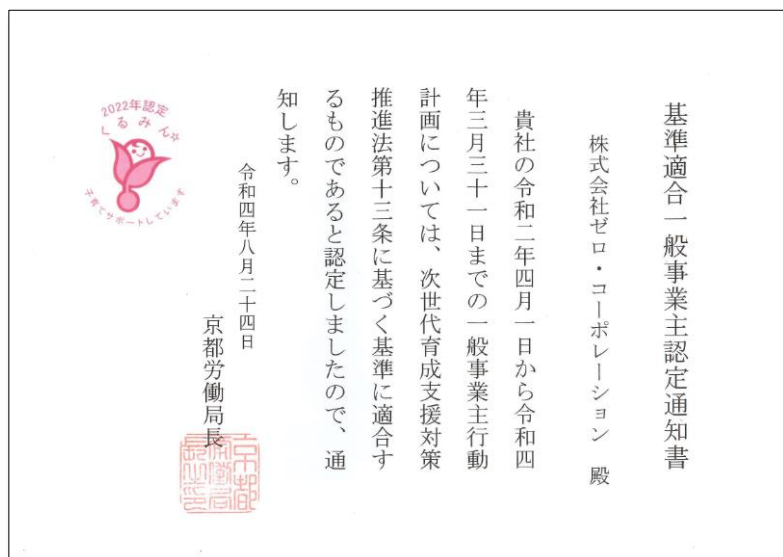 基準適合一般事業主認定通知書
株式会社ゼロ・コーポレーション 殿
貴社の令和二年四月一日から令和四
年三月三十一日までの一般事業主行動
計画については、次世代育成支援対策
推進法第十三条に基づく基準に適合す
るものであると認定しましたので、通
知します。
令和四年八月二十四日
京都労働局長
京都
労働局
長之印
2022年認定
くるみん☆
子育てサポートしています